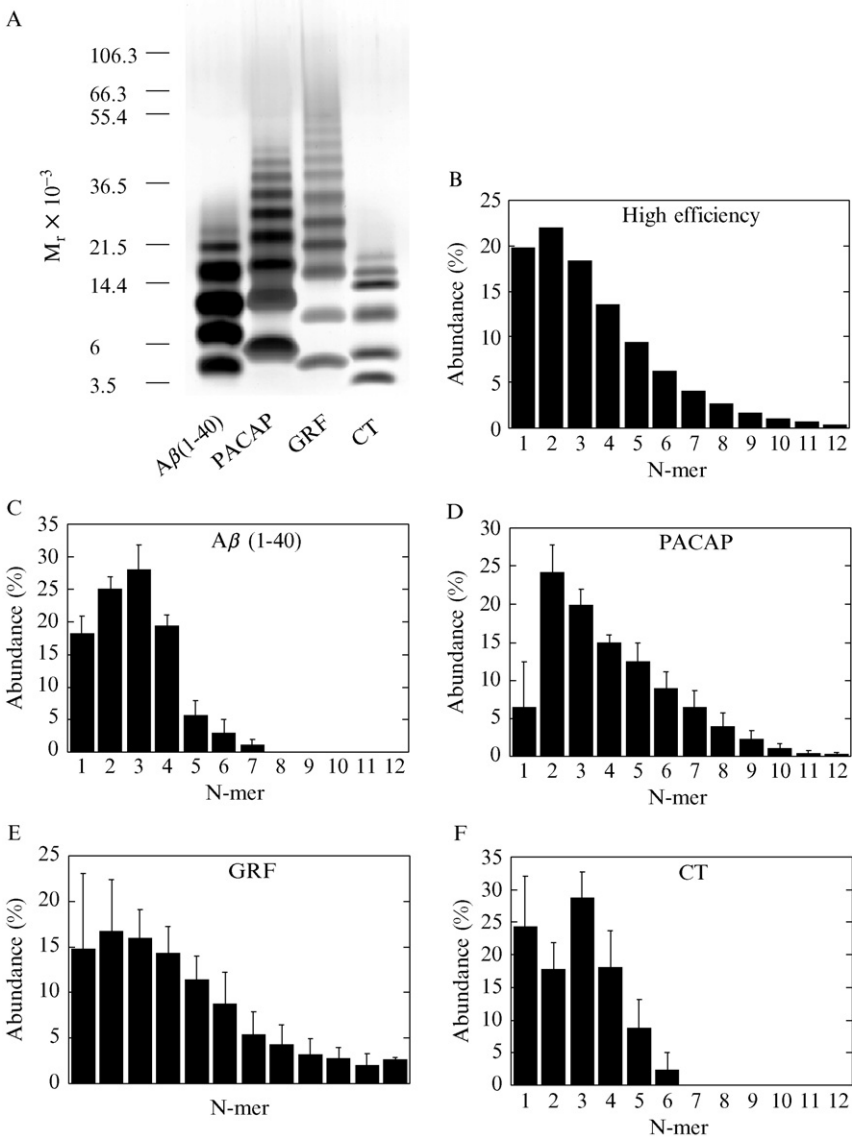 A
106.3
66.3
55.4
36.5
21.5
14.4
6
3.5
Mr × 10⁻³
Aβ(1-40)
PACAP
GRF
CT
B
High efficiency
25
20
15
10
5
0
Abundance (%)
1 2 3 4 5 6 7 8 9 10 11 12
N-mer
C
Aβ (1-40)
35
30
25
20
15
10
5
0
Abundance (%)
1 2 3 4 5 6 7 8 9 10 11 12
N-mer
D
PACAP
30
25
20
15
10
5
0
Abundance (%)
1 2 3 4 5 6 7 8 9 10 11 12
N-mer
E
GRF
25
20
15
10
5
0
Abundance (%)
N-mer
F
CT
35
30
25
20
15
10
5
0
Abundance (%)
1 2 3 4 5 6 7 8 9 10 11 12
N-mer